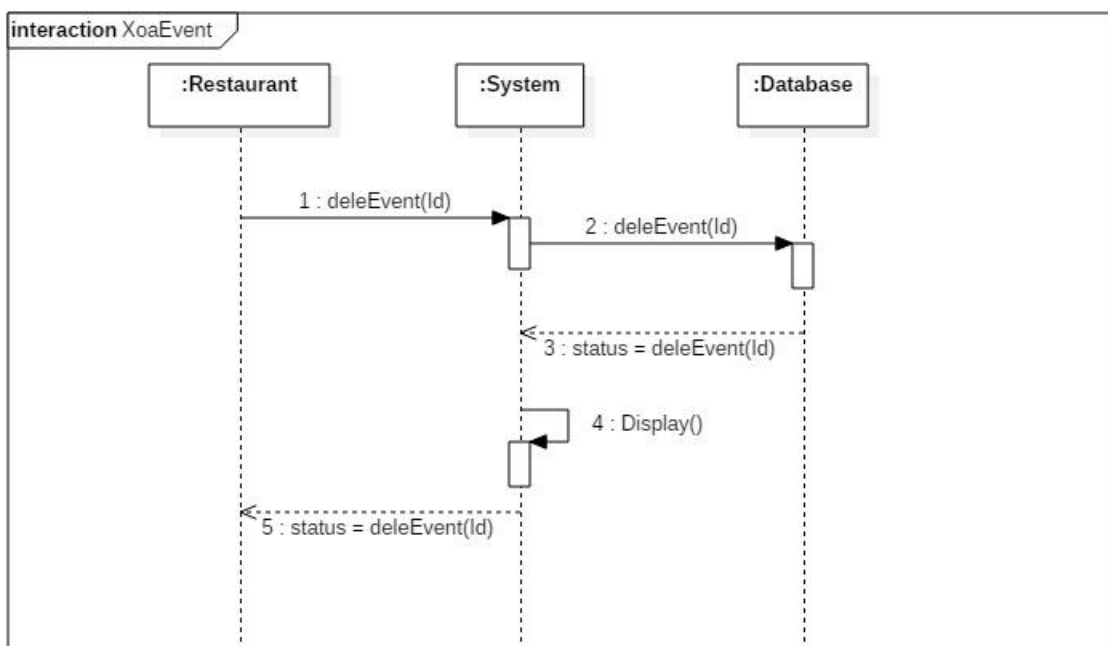 interaction XoaEvent
:Restaurant
:System
:Database
1 : deleEvent(Id)
2 : deleEvent(Id)
3 : status = deleEvent(Id)
4 : Display()
5 : status = deleEvent(Id)